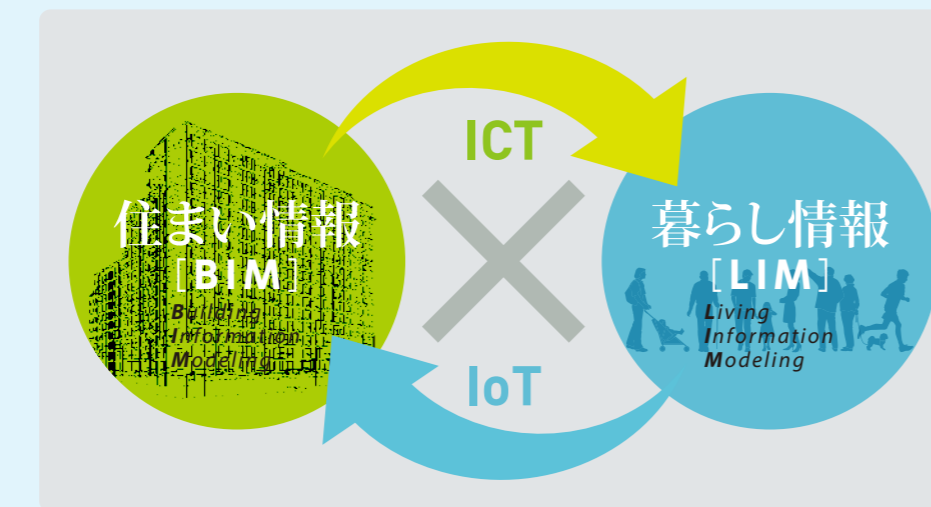 住まい情報
[BIM]
Building
Information
Modeling
ICT
IoT
暮らし情報
[LIM]
Living
Information
Modeling